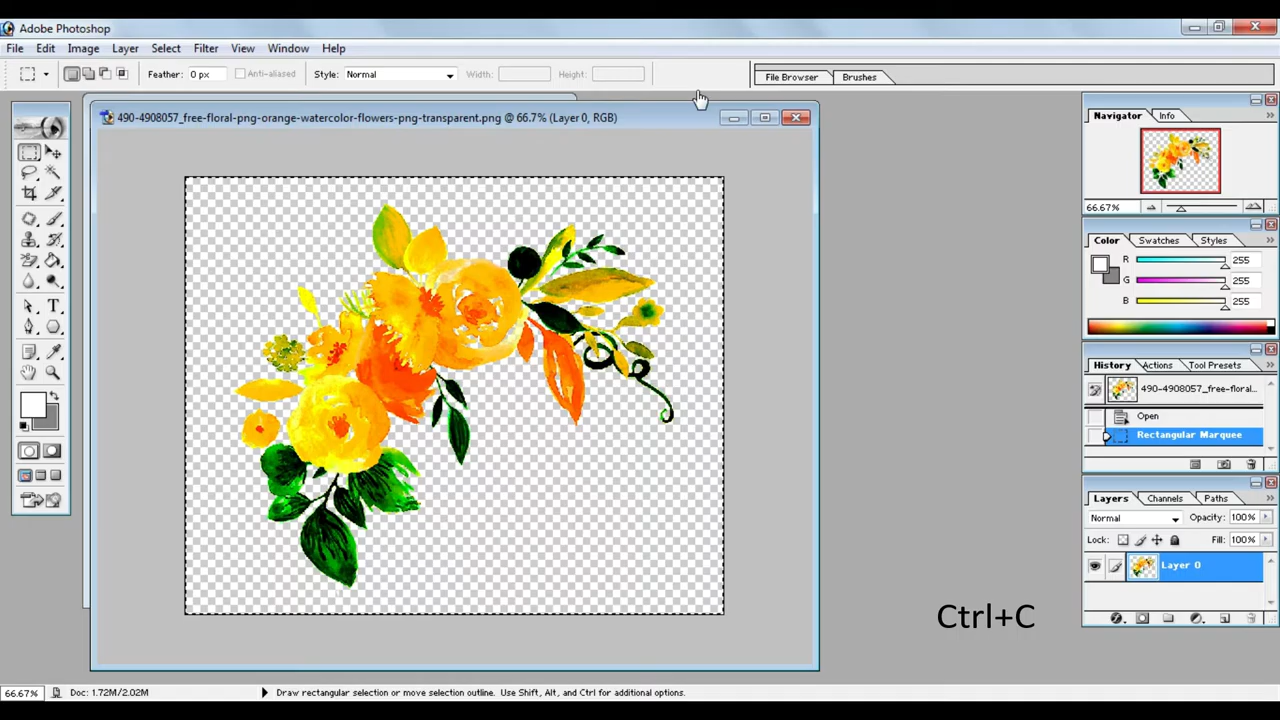 Adobe Photoshop
File Edit Image Layer Select Filter View Window Help
Feather: 0 px Anti-aliased Style: Normal Width: Height: File Browser Brushes
490-4908057_free-floral-png-orange-watercolor-flowers-png-transparent.png @ 66.7% (Layer 0, RGB)
Navigator Info
66.67%
Color Swatches Styles
R 255
G 255
B 255
History Actions Tool Presets
490-4908057_free-floral...
Open
Rectangular Marquee
Layers Channels Paths
Normal Opacity: 100%
Lock: Fill: 100%
Layer 0
Ctrl+C
66.67% Doc: 1.72M/2.02M Draw rectangular selection or move selection outline. Use Shift, Alt, and Ctrl for additional options.